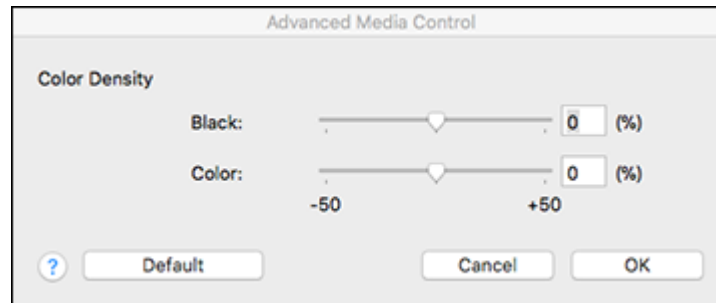 Advanced Media Control
Color Density
Black: 0 (%)
Color: 0 (%)
-50 +50
? Default Cancel OK